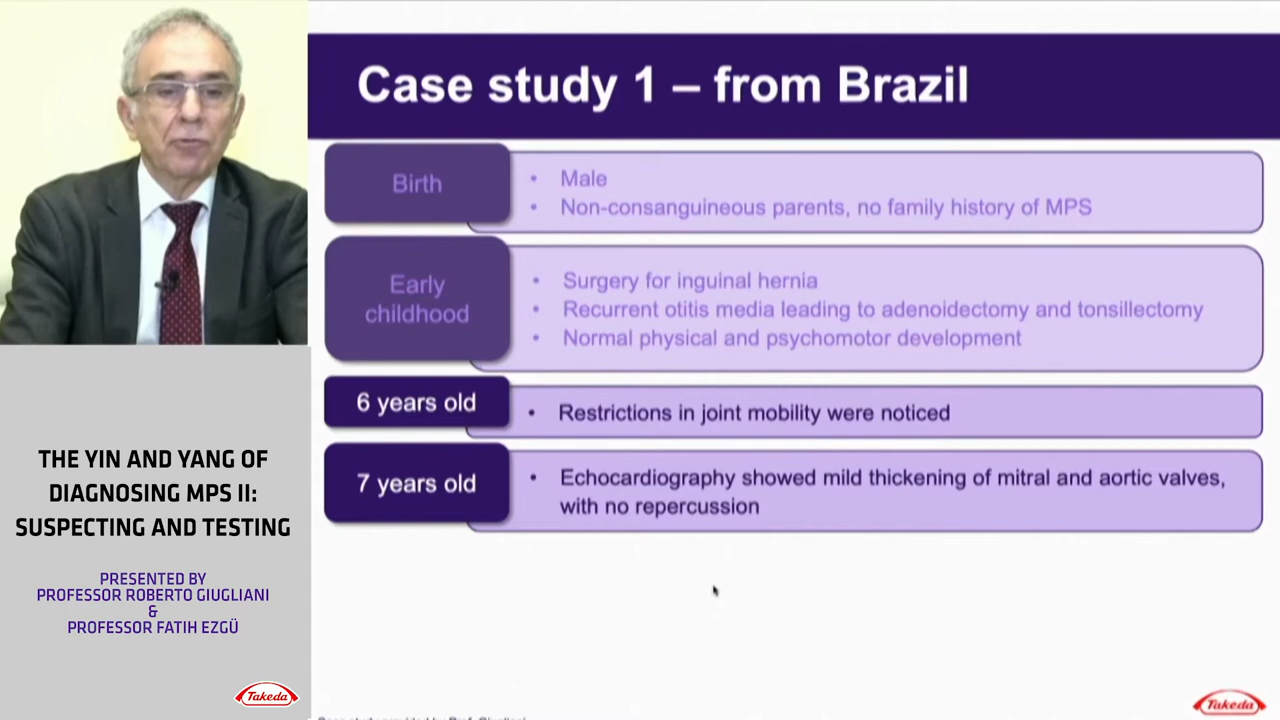 Case study 1 – from Brazil
Birth
• Male
• Non-consanguineous parents, no family history of MPS
Early
childhood
• Surgery for inguinal hernia
• Recurrent otitis media leading to adenoidectomy and tonsillectomy
• Normal physical and psychomotor development
6 years old
• Restrictions in joint mobility were noticed
7 years old
• Echocardiography showed mild thickening of mitral and aortic valves,
with no repercussion
THE YIN AND YANG OF
DIAGNOSING MPS II:
SUSPECTING AND TESTING
PRESENTED BY
PROFESSOR ROBERTO GIUGLIANI
&
PROFESSOR FATIH EZGÜ
Takeda
Takeda